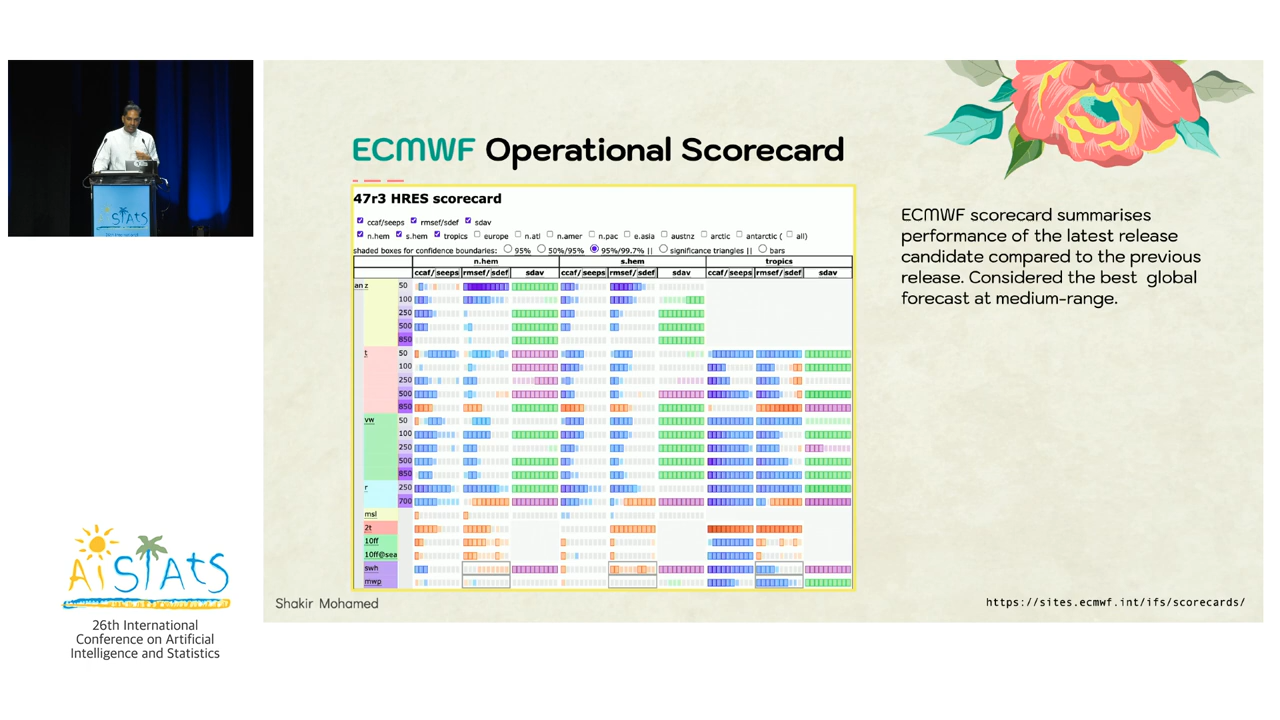 AISTATS
ECMWF Operational Scorecard
47r3 HRES scorecard
ccaf/seeps rmsef/sdef sdav
n.hem s.hem tropics europe n.atl n.amer n.pac e.asia austnz arctic antarctic ( all)
shaded boxes for confidence boundaries: 95% 50%/95% 95%/99.7% || significance triangles || bars
n.hem s.hem tropics
ccaf/seeps rmsef/sdef sdav ccaf/seeps rmsef/sdef sdav ccaf/seeps rmsef/sdef sdav
an z 50
100
250
500
850
t 50
100
250
500
850
vw 50
100
250
500
850
r 250
700
msl
2t
10ff
10ff@sea
swh
mwp
ECMWF scorecard summarises
performance of the latest release
candidate compared to the previous
release. Considered the best global
forecast at medium-range.
Shakir Mohamed
https://sites.ecmwf.int/ifs/scorecards/
AISTATS
26th International
Conference on Artificial
Intelligence and Statistics